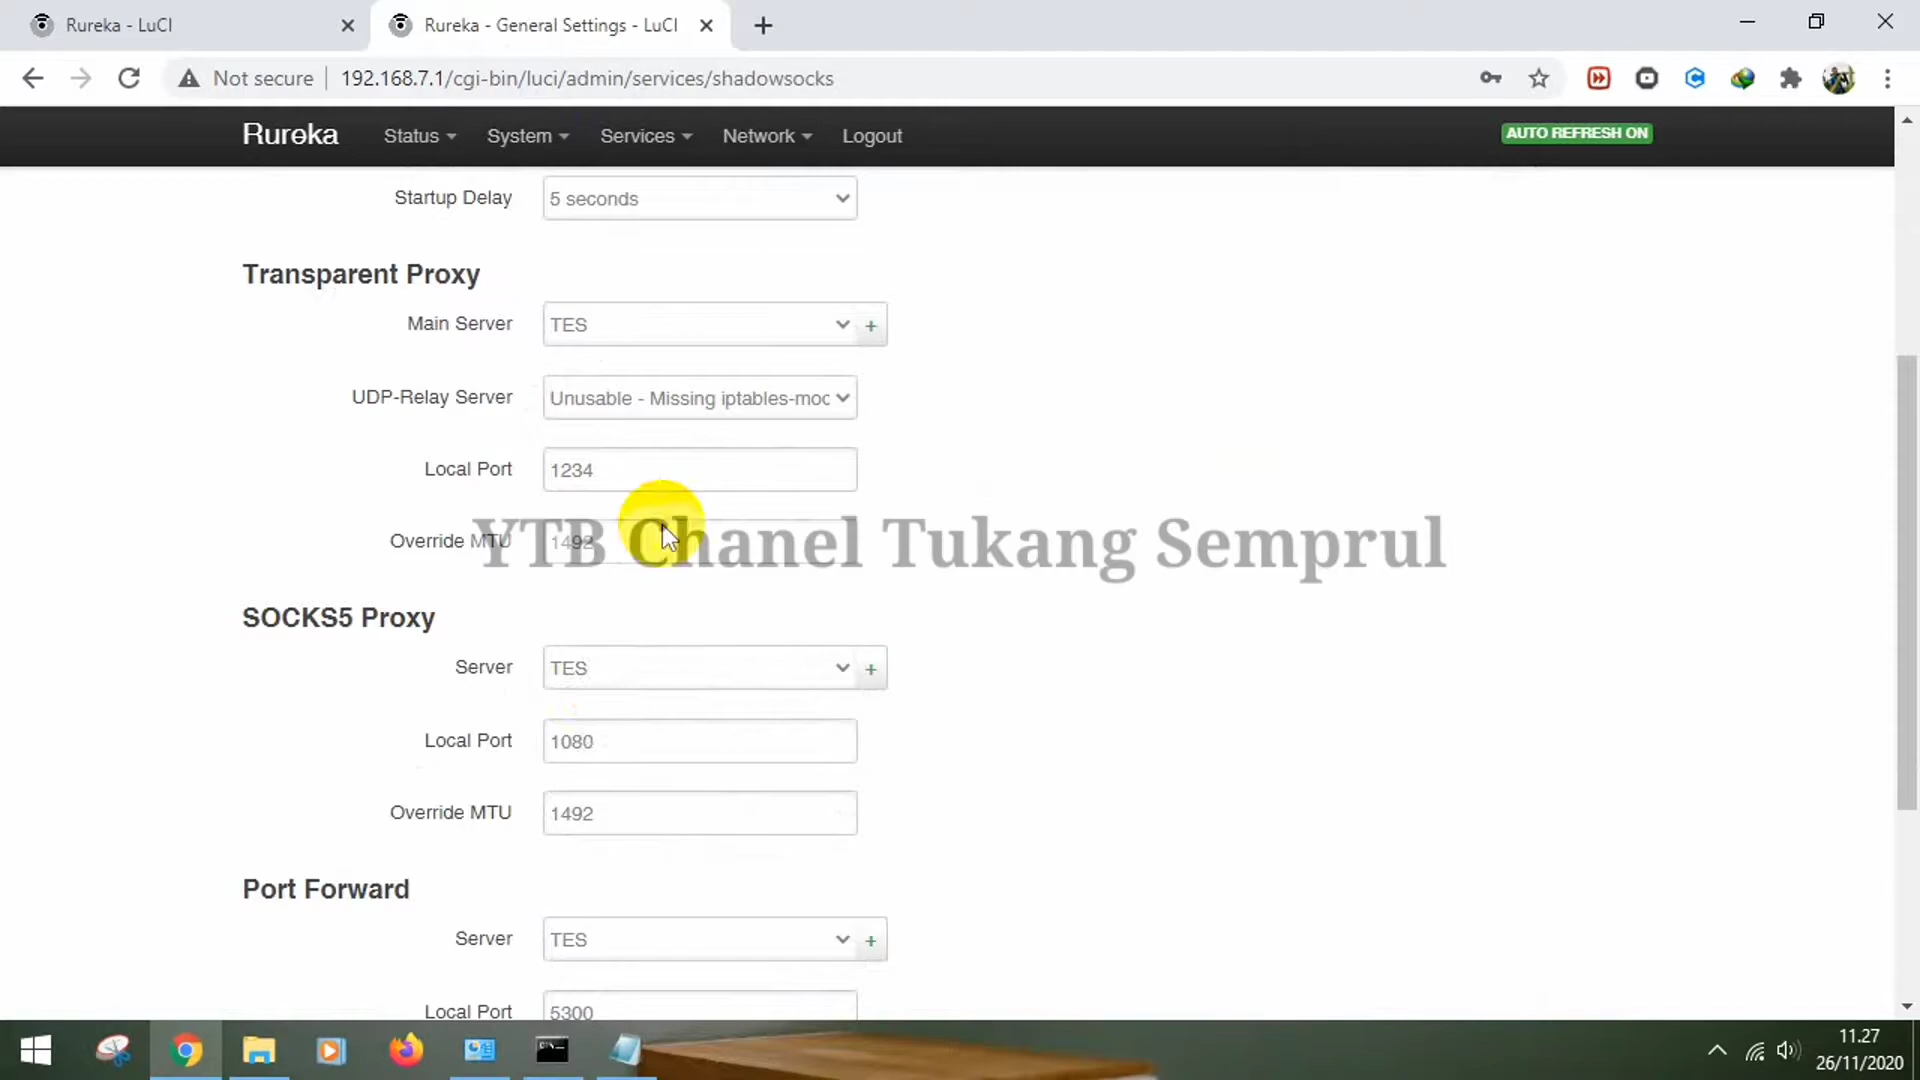 Rureka - LuCI
Rureka - General Settings - LuCI
Not secure
192.168.7.1/cgi-bin/luci/admin/services/shadowsocks
Rureka Status System Services Network Logout AUTO REFRESH ON
Startup Delay 5 seconds
Transparent Proxy
Main Server TES +
UDP-Relay Server Unusable - Missing iptables-moc
Local Port 1234
Override MTU 1492
YTB Chanel Tukang Semprul
SOCKS5 Proxy
Server TES +
Local Port 1080
Override MTU 1492
Port Forward
Server TES +
Local Port 5300
11.27
26/11/2020